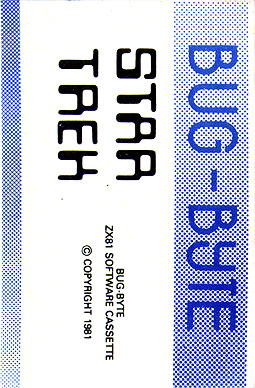 BUG-BYTE
STAR
TREK
BUG-BYTE
ZX81 SOFTWARE CASSETTE
© COPYRIGHT 1981